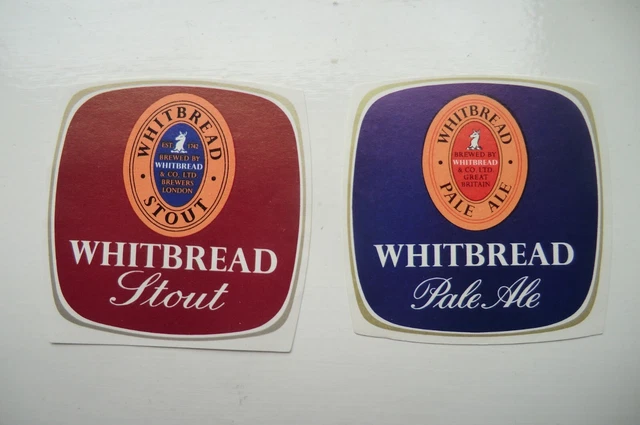 WHITBREAD
EST 1742
BREWED BY
WHITBREAD
& CO. LTD
BREWERS
LONDON
STOUT
WHITBREAD
Stout
WHITBREAD
BREWED BY
WHITBREAD
& CO. LTD
GREAT
BRITAIN
PALE ALE
WHITBREAD
Pale Ale